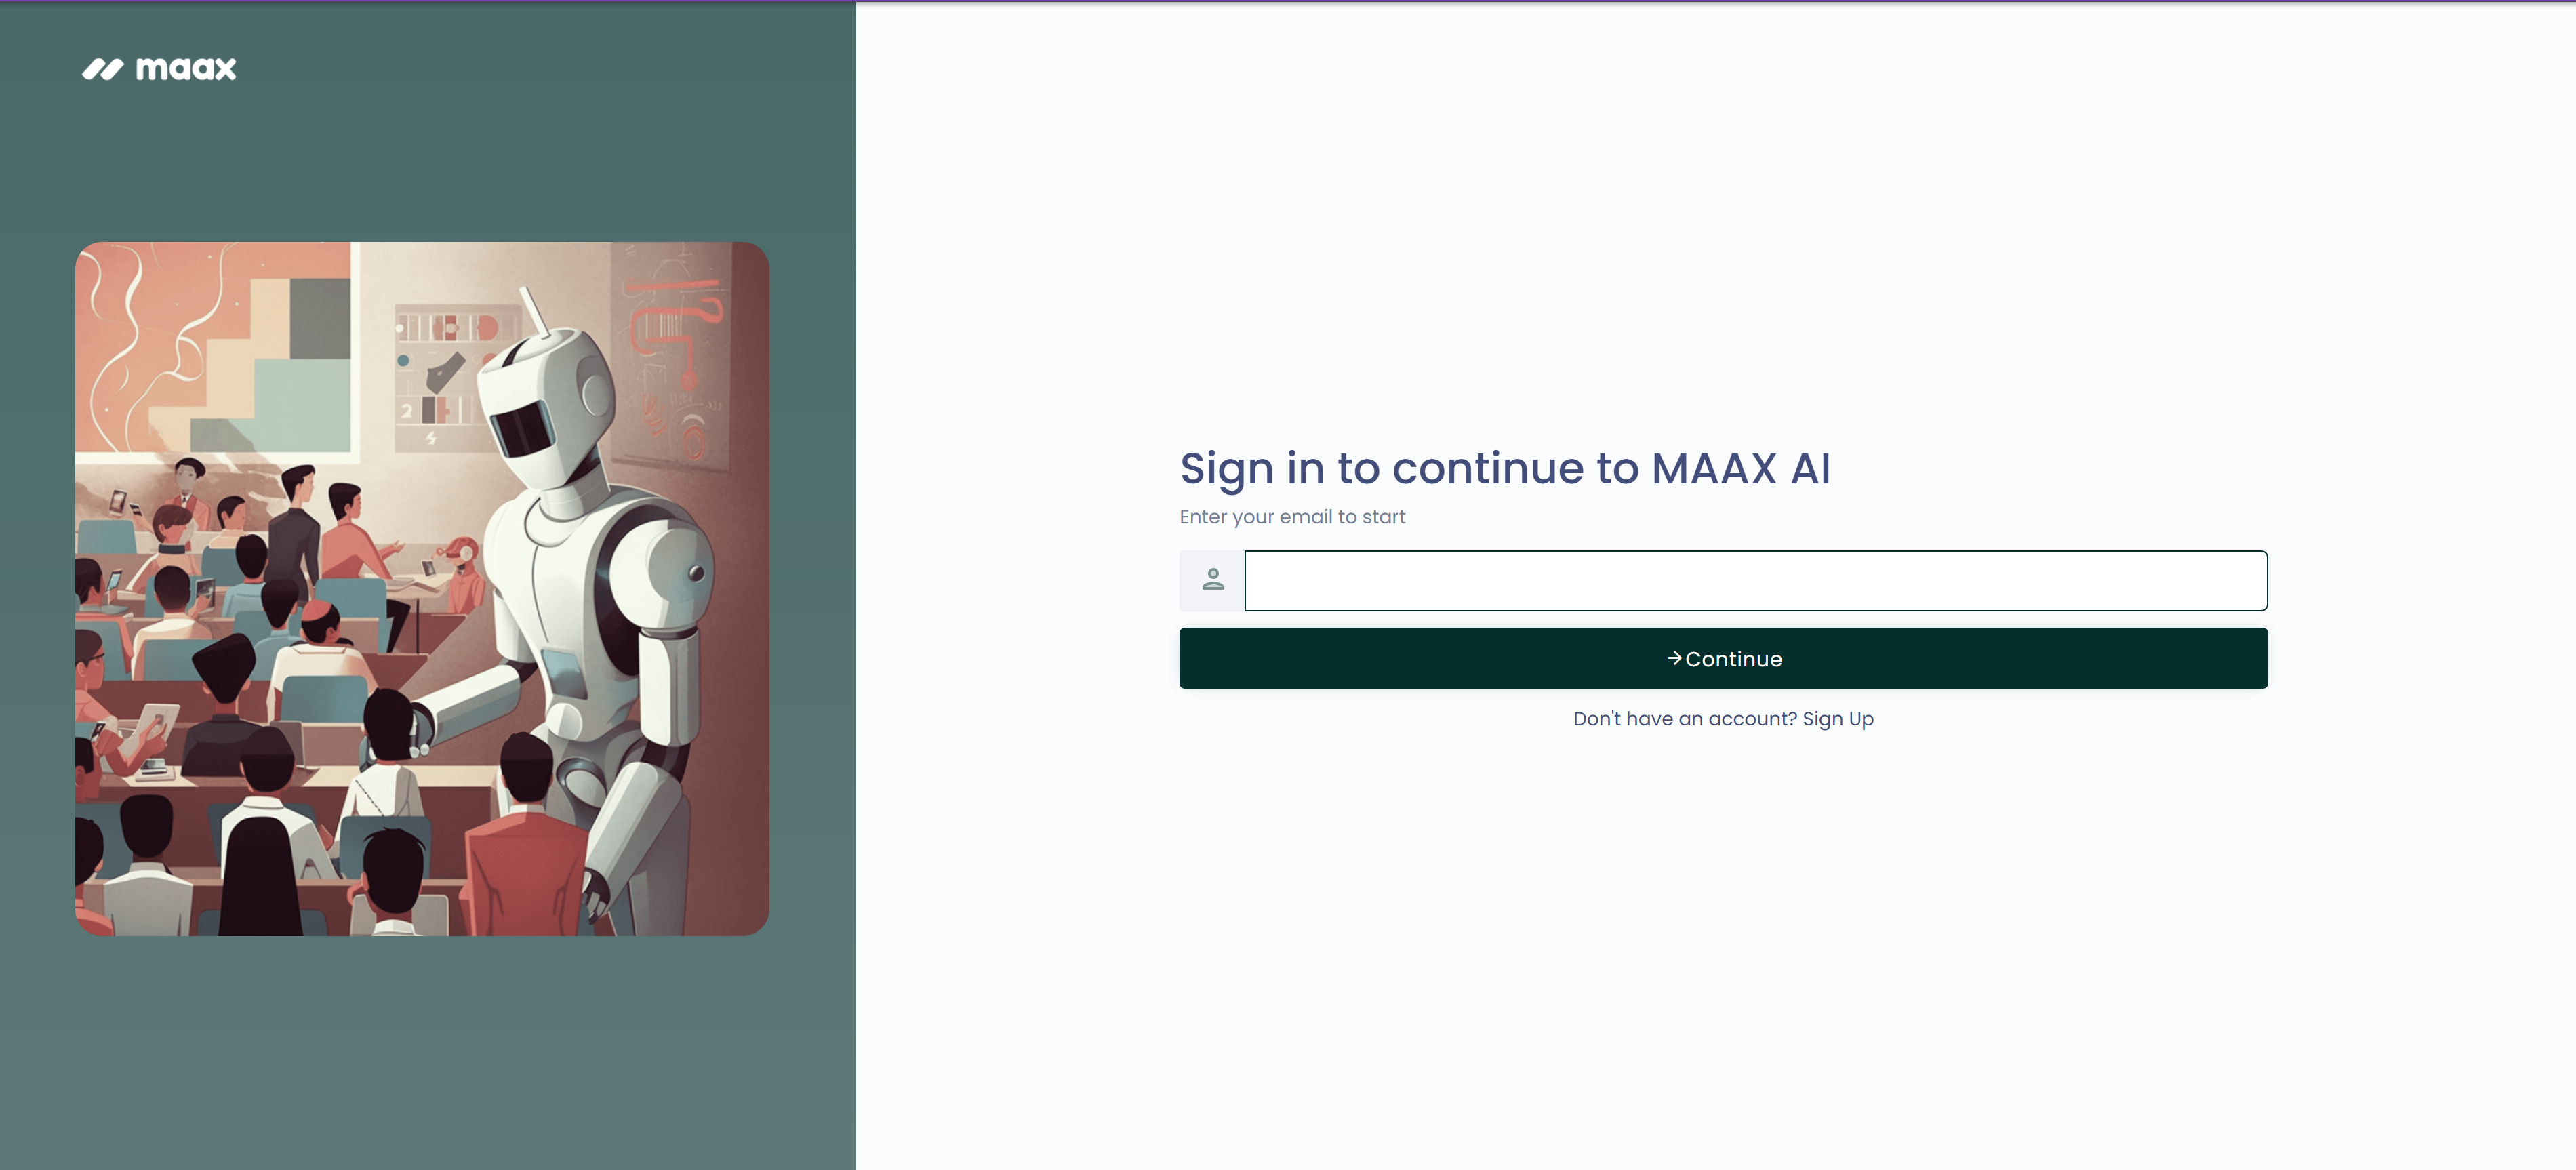 maax
2
Sign in to continue to MAAX AI
Enter your email to start
→Continue
Don't have an account? Sign Up